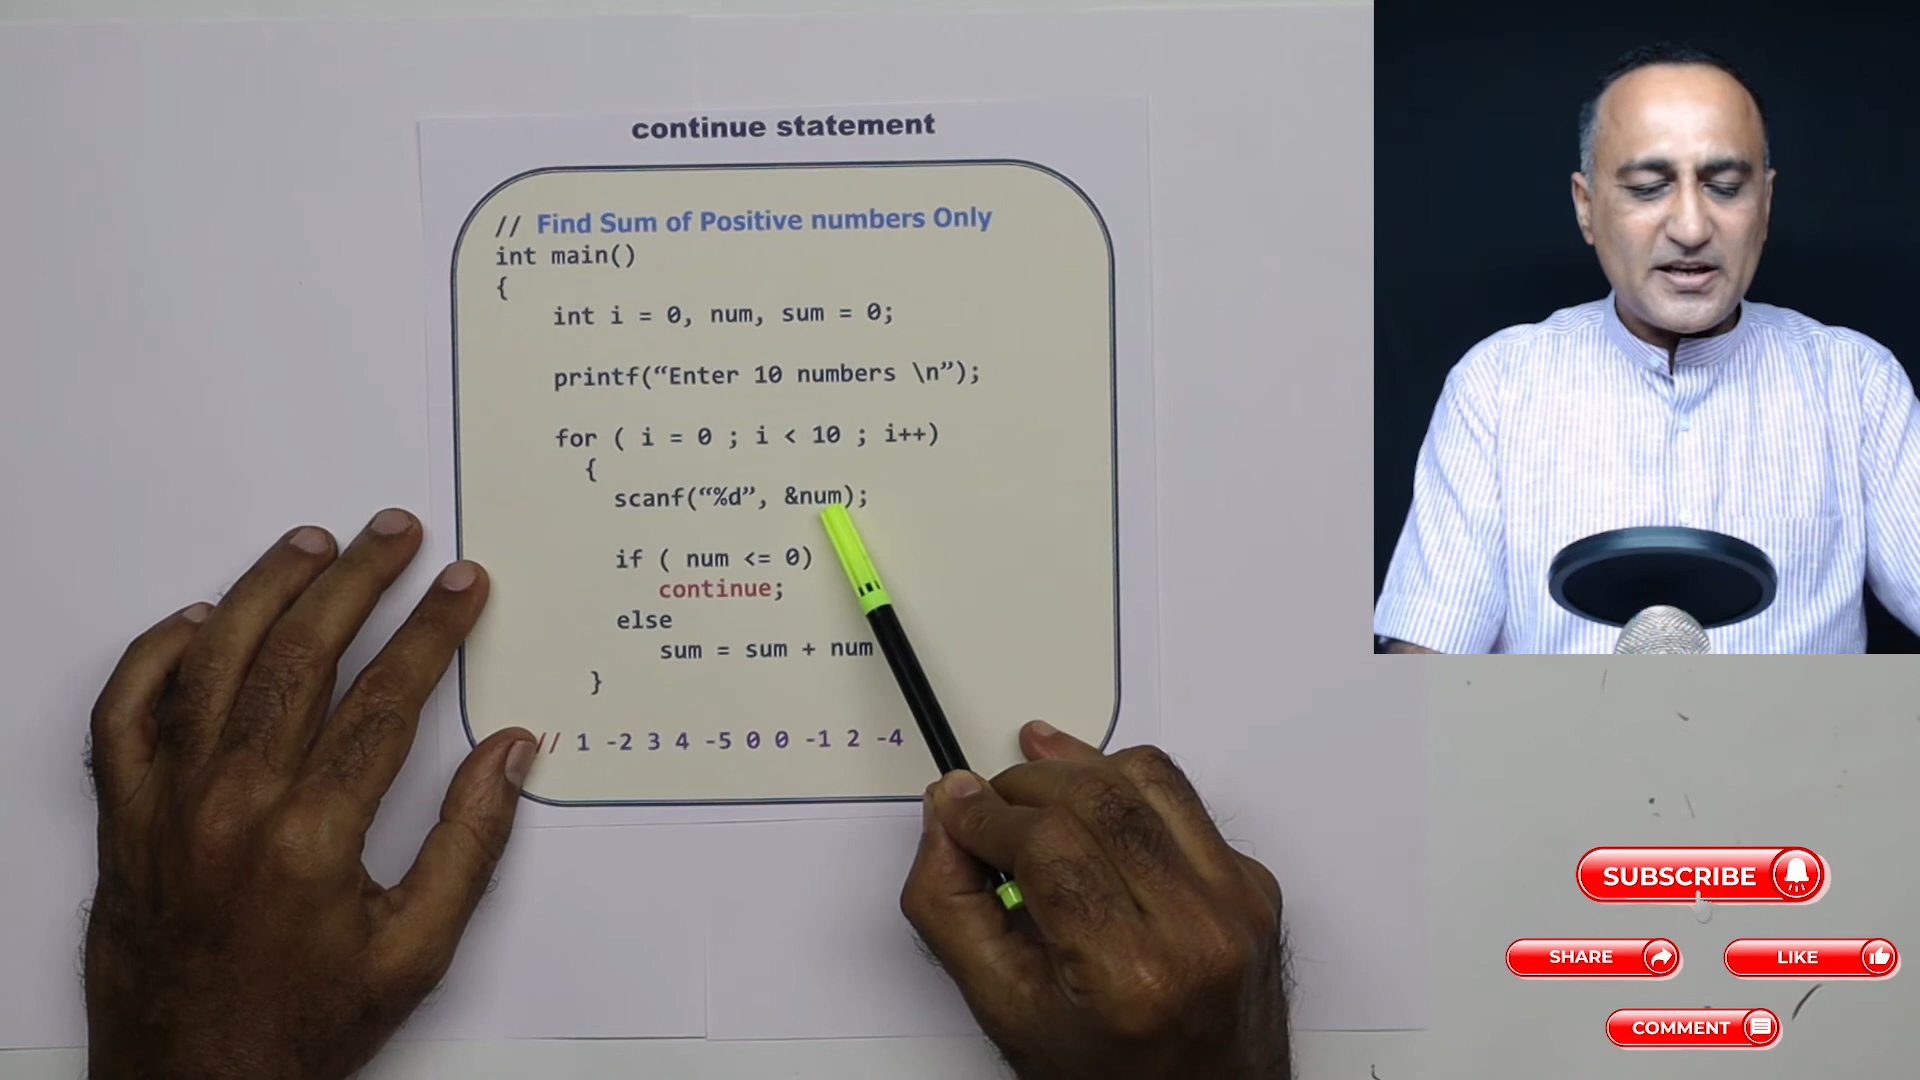 continue statement
// Find Sum of Positive numbers Only
int main()
{
int i = 0, num, sum = 0;
printf(“Enter 10 numbers \n”);
for ( i = 0 ; i < 10 ; i++)
{
scanf(“%d”, &num);
if ( num <= 0)
continue;
else
sum = sum + num
}
// 1 -2 3 4 -5 0 0 -1 2 -4
SUBSCRIBE
SHARE
LIKE
COMMENT